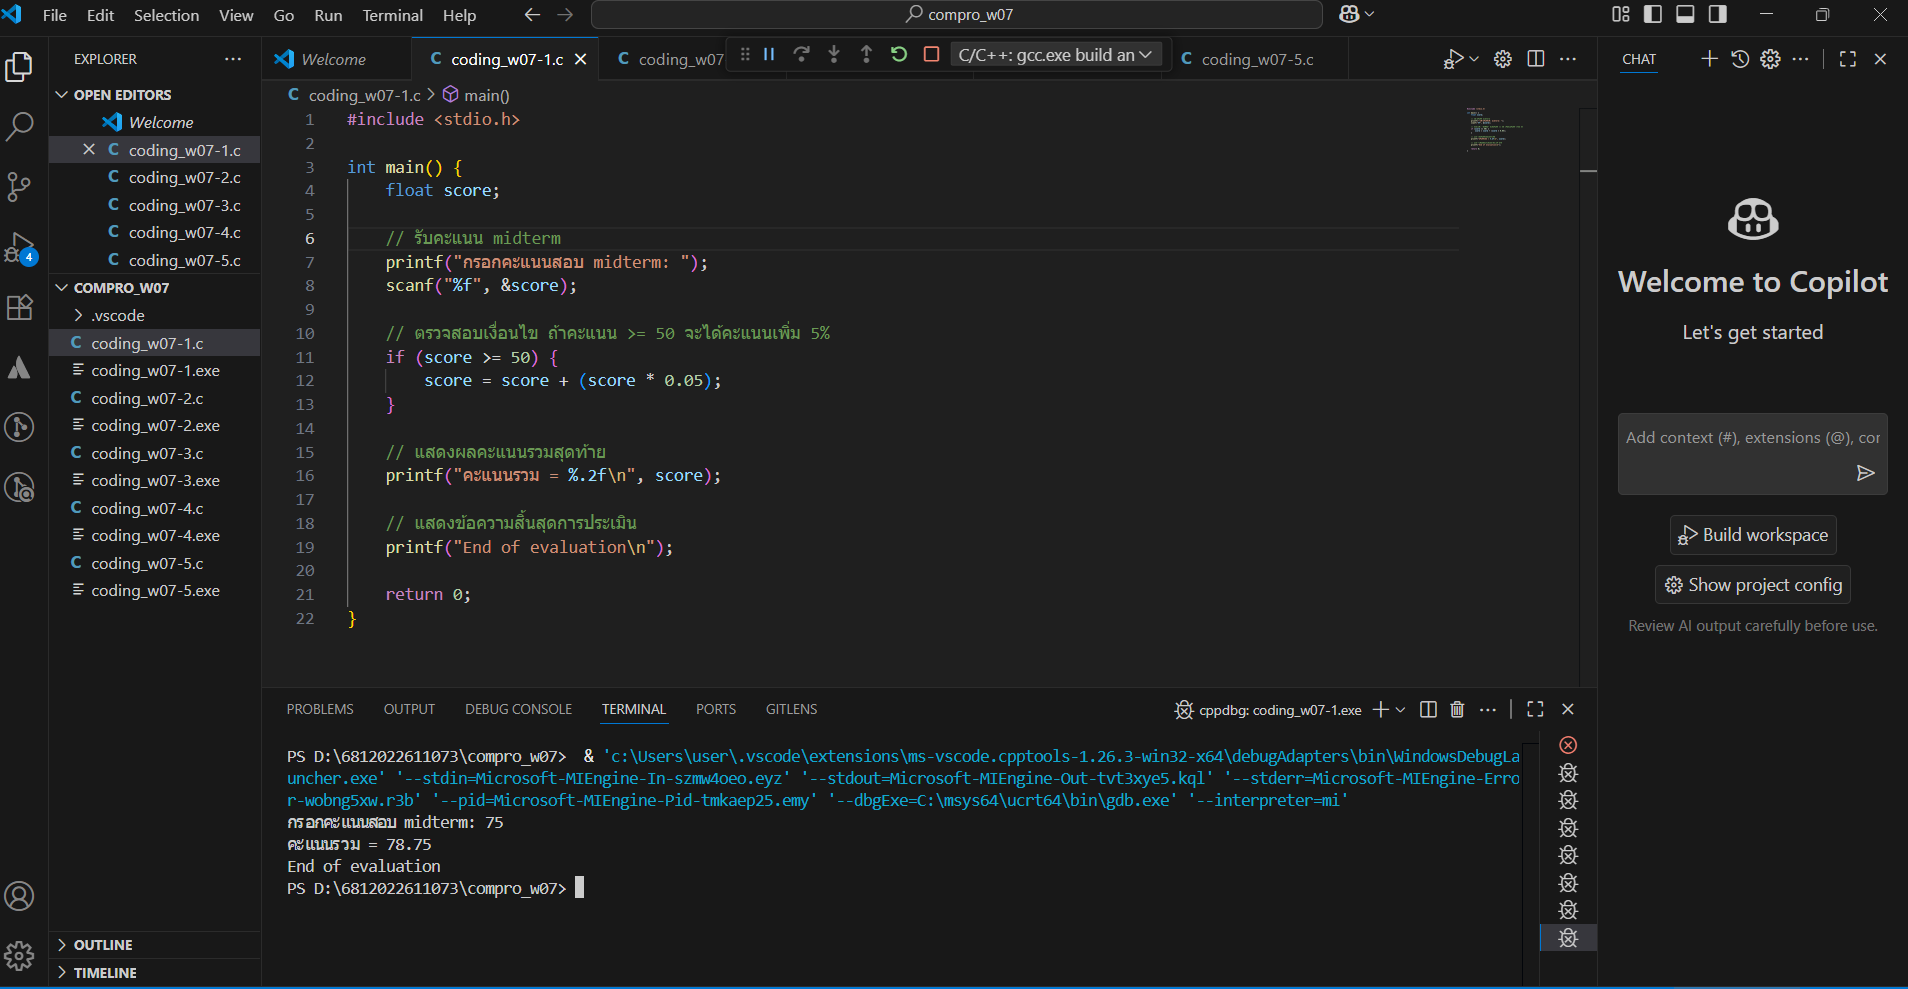 File Edit Selection View Go Run Terminal Help
compro_w07
EXPLORER
OPEN EDITORS
Welcome
coding_w07-1.c
coding_w07-2.c
coding_w07-3.c
coding_w07-4.c
coding_w07-5.c
4
COMPRO_W07
.vscode
coding_w07-1.c
coding_w07-1.exe
coding_w07-2.c
coding_w07-2.exe
coding_w07-3.c
coding_w07-3.exe
coding_w07-4.c
coding_w07-4.exe
coding_w07-5.c
coding_w07-5.exe
OUTLINE
TIMELINE
Welcome
C coding_w07-1.c
C coding_w07
C/C++: gcc.exe build an
C coding_w07-5.c
C coding_w07-1.c > main()
1 #include <stdio.h>
2
3 int main() {
4 float score;
5
6 // รับคะแนน midterm
7 printf("กรอกคะแนนสอบ midterm: ");
8 scanf("%f", &score);
9
10 // ตรวจสอบเงื่อนไข ถ้าคะแนน >= 50 จะได้คะแนนเพิ่ม 5%
11 if (score >= 50) {
12 score = score + (score * 0.05);
13 }
14
15 // แสดงผลคะแนนรวมสุดท้าย
16 printf("คะแนนรวม = %.2f\n", score);
17
18 // แสดงข้อความสิ้นสุดการประเมิน
19 printf("End of evaluation\n");
20
21 return 0;
22 }
PROBLEMS OUTPUT DEBUG CONSOLE TERMINAL PORTS GITLENS
cppdbg: coding_w07-1.exe
PS D:\6812022611073\compro_w07> & 'c:\Users\user\.vscode\extensions\ms-vscode.cpptools-1.26.3-win32-x64\debugAdapters\bin\WindowsDebugLa
uncher.exe' '--stdin=Microsoft-MIEngine-In-szmw4oeo.eyz' '--stdout=Microsoft-MIEngine-Out-tvt3xye5.kql' '--stderr=Microsoft-MIEngine-Erro
r-wobng5xw.r3b' '--pid=Microsoft-MIEngine-Pid-tmkaep25.emy' '--dbgExe=C:\msys64\ucrt64\bin\gdb.exe' '--interpreter=mi'
กรอกคะแนนสอบ midterm: 75
คะแนนรวม = 78.75
End of evaluation
PS D:\6812022611073\compro_w07>
CHAT
Welcome to Copilot
Let's get started
Add context (#), extensions (@), cor
Build workspace
Show project config
Review AI output carefully before use.